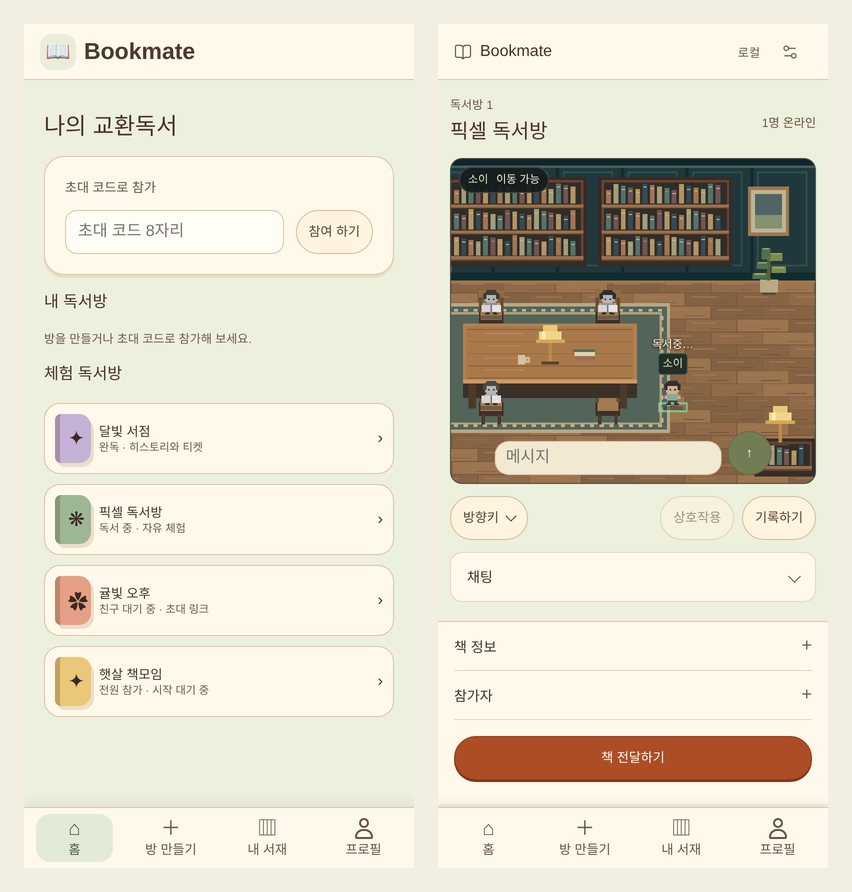 Bookmate
나의 교환독서
초대 코드로 참가
초대 코드 8자리
참여 하기
내 독서방
방을 만들거나 초대 코드로 참가해 보세요.
체험 독서방
달빛 서점
완독 · 히스토리와 티켓
픽셀 독서방
독서 중 · 자유 체험
귤빛 오후
친구 대기 중 · 초대 링크
햇살 책모임
전원 참가 · 시작 대기 중
홈
방 만들기
내 서재
프로필
Bookmate
로컬
독서방 1
픽셀 독서방
1명 온라인
소이 이동 가능
독서중...
소이
메시지
방향키
상호작용
기록하기
채팅
책 정보
참가자
책 전달하기
홈
방 만들기
내 서재
프로필